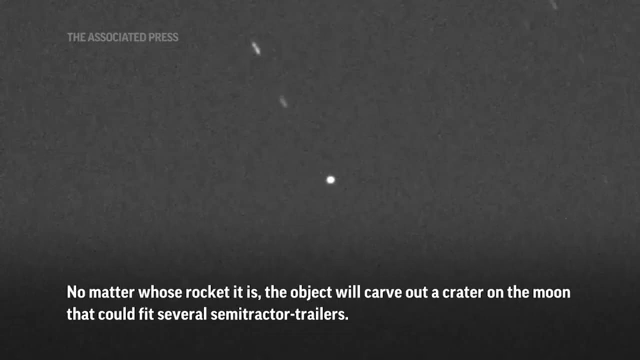 THE ASSOCIATED PRESS
No matter whose rocket it is, the object will carve out a crater on the moon
that could fit several semitractor-trailers.